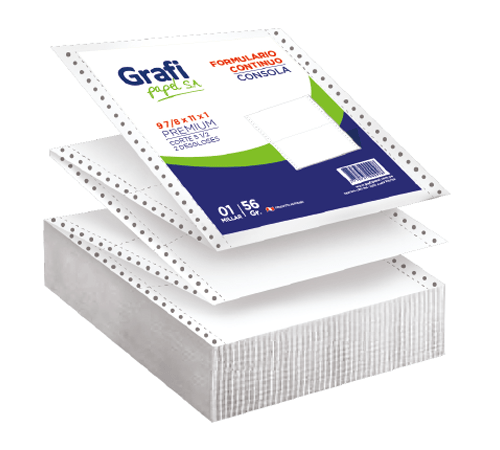 Grafi
papel S.A.
FORMULARIO
CONTINUO
CONSOLA
9 7/8 x 11 x 1
PREMIUM
CORTE 5 1/2
2 DESGLOSES
01
MILLAR
56
Gr.